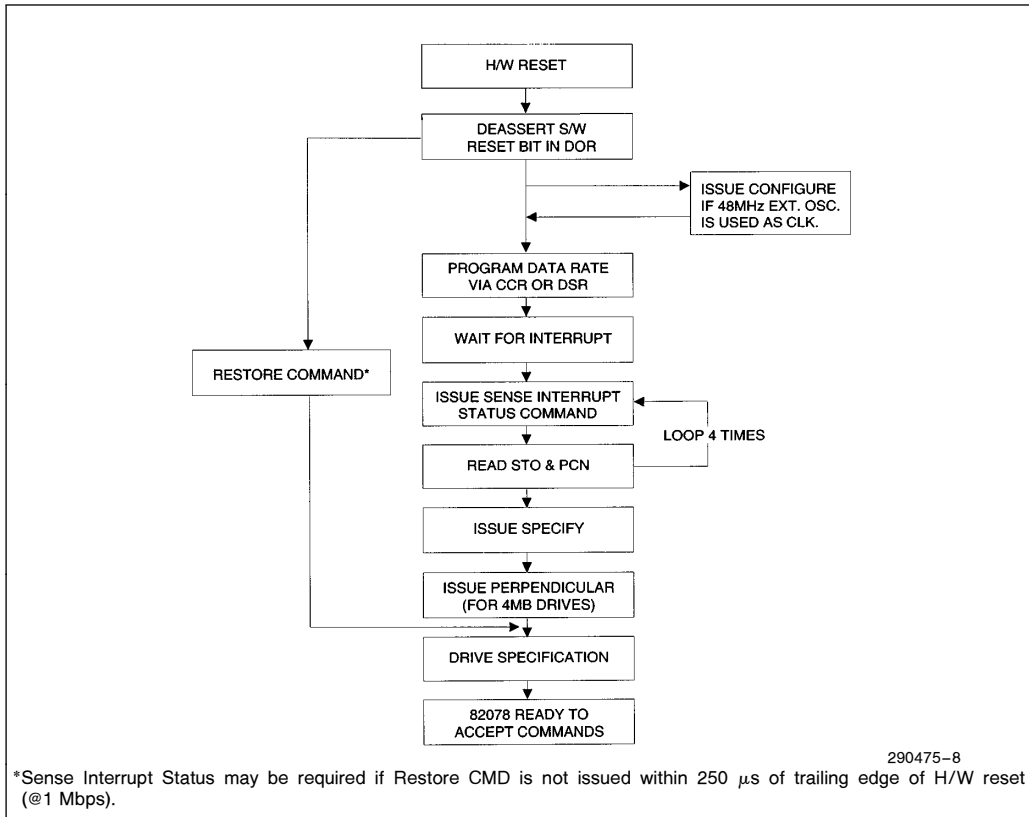 H/W RESET
DEASSERT S/W
RESET BIT IN DOR
ISSUE CONFIGURE
IF 48MHz EXT. OSC.
IS USED AS CLK.
PROGRAM DATA RATE
VIA CCR OR DSR
WAIT FOR INTERRUPT
RESTORE COMMAND*
ISSUE SENSE INTERRUPT
STATUS COMMAND
LOOP 4 TIMES
READ STO & PCN
ISSUE SPECIFY
ISSUE PERPENDICULAR
(FOR 4MB DRIVES)
DRIVE SPECIFICATION
82078 READY TO
ACCEPT COMMANDS
290475–8
*Sense Interrupt Status may be required if Restore CMD is not issued within 250 μs of trailing edge of H/W reset
(@1 Mbps).